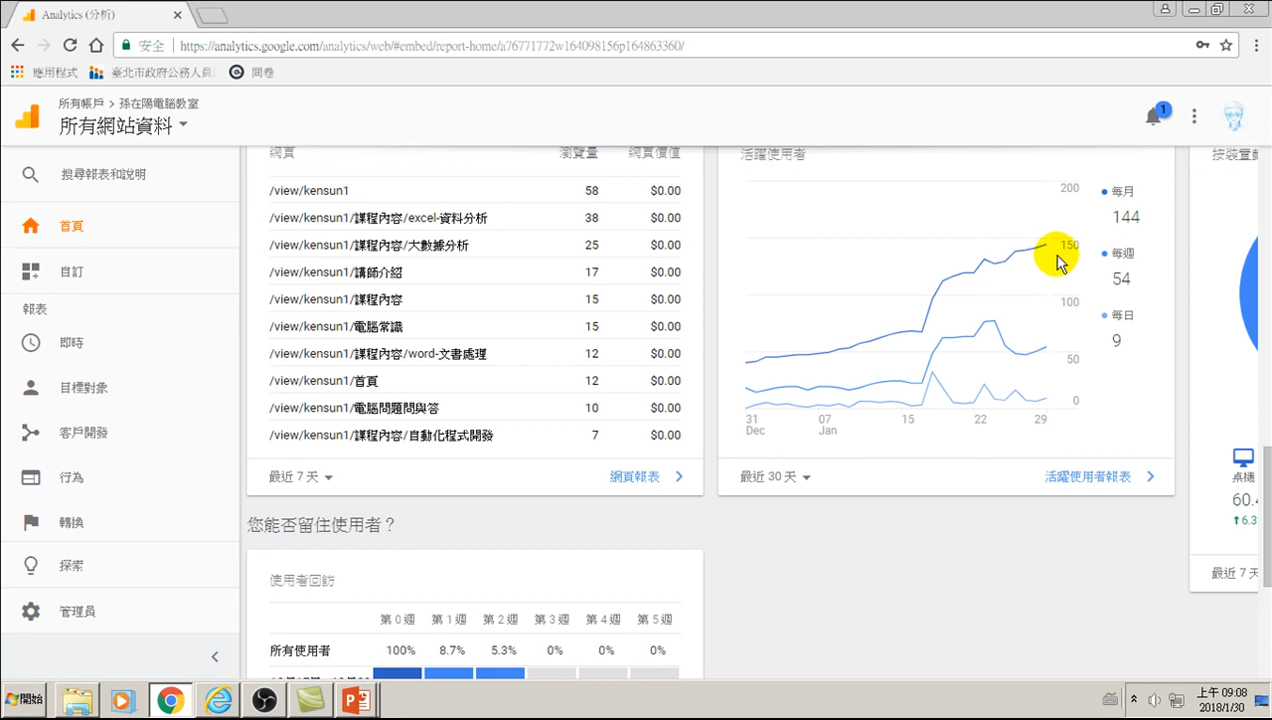 Analytics (分析)
安全 https://analytics.google.com/analytics/web/#embed/report-home/a76771772w164098156p164863360/
應用程式 臺北市政府公務人員 問卷
所有帳戶 > 孫在陽電腦教室
所有網站資料
1
搜尋報表和說明
首頁
自訂
報表
即時
目標對象
客戶開發
行為
轉換
探索
管理員
網頁 瀏覽量 網頁價值
/view/kensun1 58 $0.00
/view/kensun1/課程內容/excel-資料分析 38 $0.00
/view/kensun1/課程內容/大數據分析 25 $0.00
/view/kensun1/講師介紹 17 $0.00
/view/kensun1/課程內容 15 $0.00
/view/kensun1/電腦常識 15 $0.00
/view/kensun1/課程內容/word-文書處理 12 $0.00
/view/kensun1/首頁 12 $0.00
/view/kensun1/電腦問題問與答 10 $0.00
/view/kensun1/課程內容/自動化程式開發 7 $0.00
最近 7 天 網頁報表
活躍使用者
200
150
100
50
0
31 Dec
07 Jan
15
22
29
每月
144
每週
54
每日
9
最近 30 天 活躍使用者報表
按裝置
桌機
60.4
6.3
最近 7 天
您能否留住使用者？
使用者回訪
第 0 週 第 1 週 第 2 週 第 3 週 第 4 週 第 5 週
所有使用者 100% 8.7% 5.3% 0% 0% 0%
開始
上午 09:08
2018/1/30